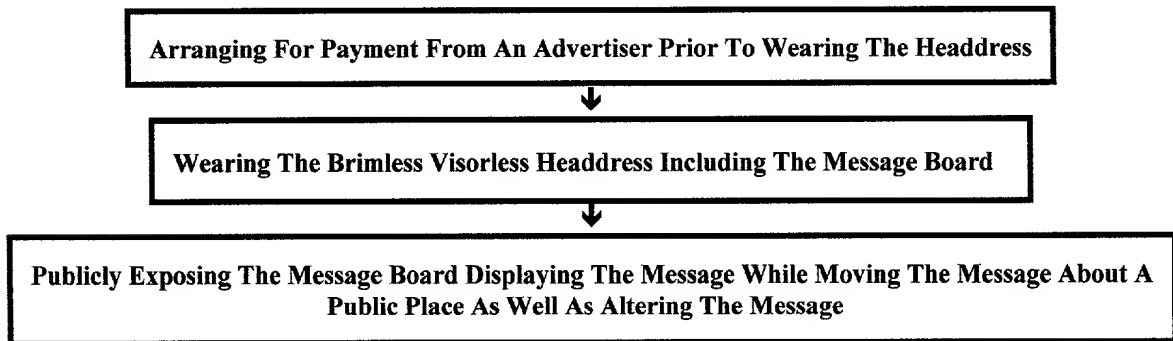 Arranging For Payment From An Advertiser Prior To Wearing The Headdress
Wearing The Brimless Visorless Headdress Including The Message Board
Publicly Exposing The Message Board Displaying The Message While Moving The Message About A
Public Place As Well As Altering The Message